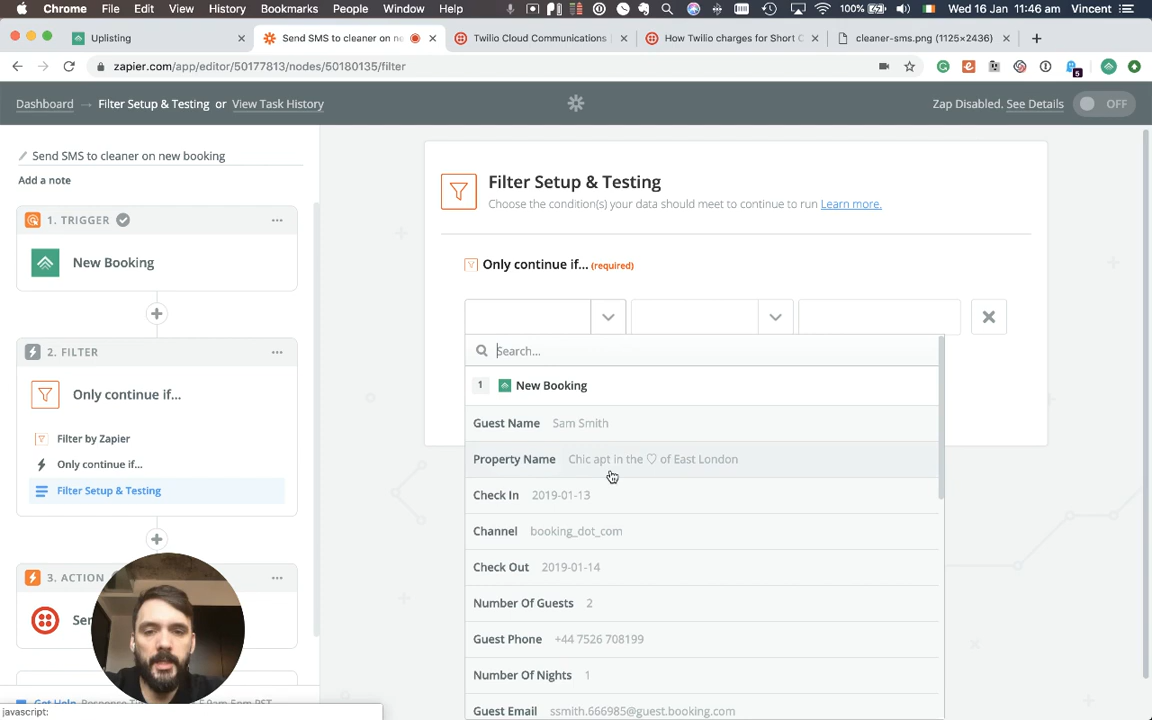 Chrome File Edit View History Bookmarks People Window Help 100% Wed 16 Jan 11:46 am Vincent
Uplisting
Send SMS to cleaner on ne
Twilio Cloud Communications
How Twilio charges for Short C
cleaner-sms.png (1125×2436)
zapier.com/app/editor/50177813/nodes/50180135/filter
5
Dashboard → Filter Setup & Testing or View Task History
Zap Disabled. See Details OFF
Send SMS to cleaner on new booking
Add a note
1. TRIGGER
New Booking
2. FILTER
Only continue if...
Filter by Zapier
Only continue if...
Filter Setup & Testing
3. ACTION
Get Help
javascript:
Filter Setup & Testing
Choose the condition(s) your data should meet to continue to run Learn more.
Only continue if... (required)
Search...
1 New Booking
Guest Name Sam Smith
Property Name Chic apt in the ♡ of East London
Check In 2019-01-13
Channel booking_dot_com
Check Out 2019-01-14
Number Of Guests 2
Guest Phone +44 7526 708199
Number Of Nights 1
Guest Email ssmith.666985@guest.booking.com